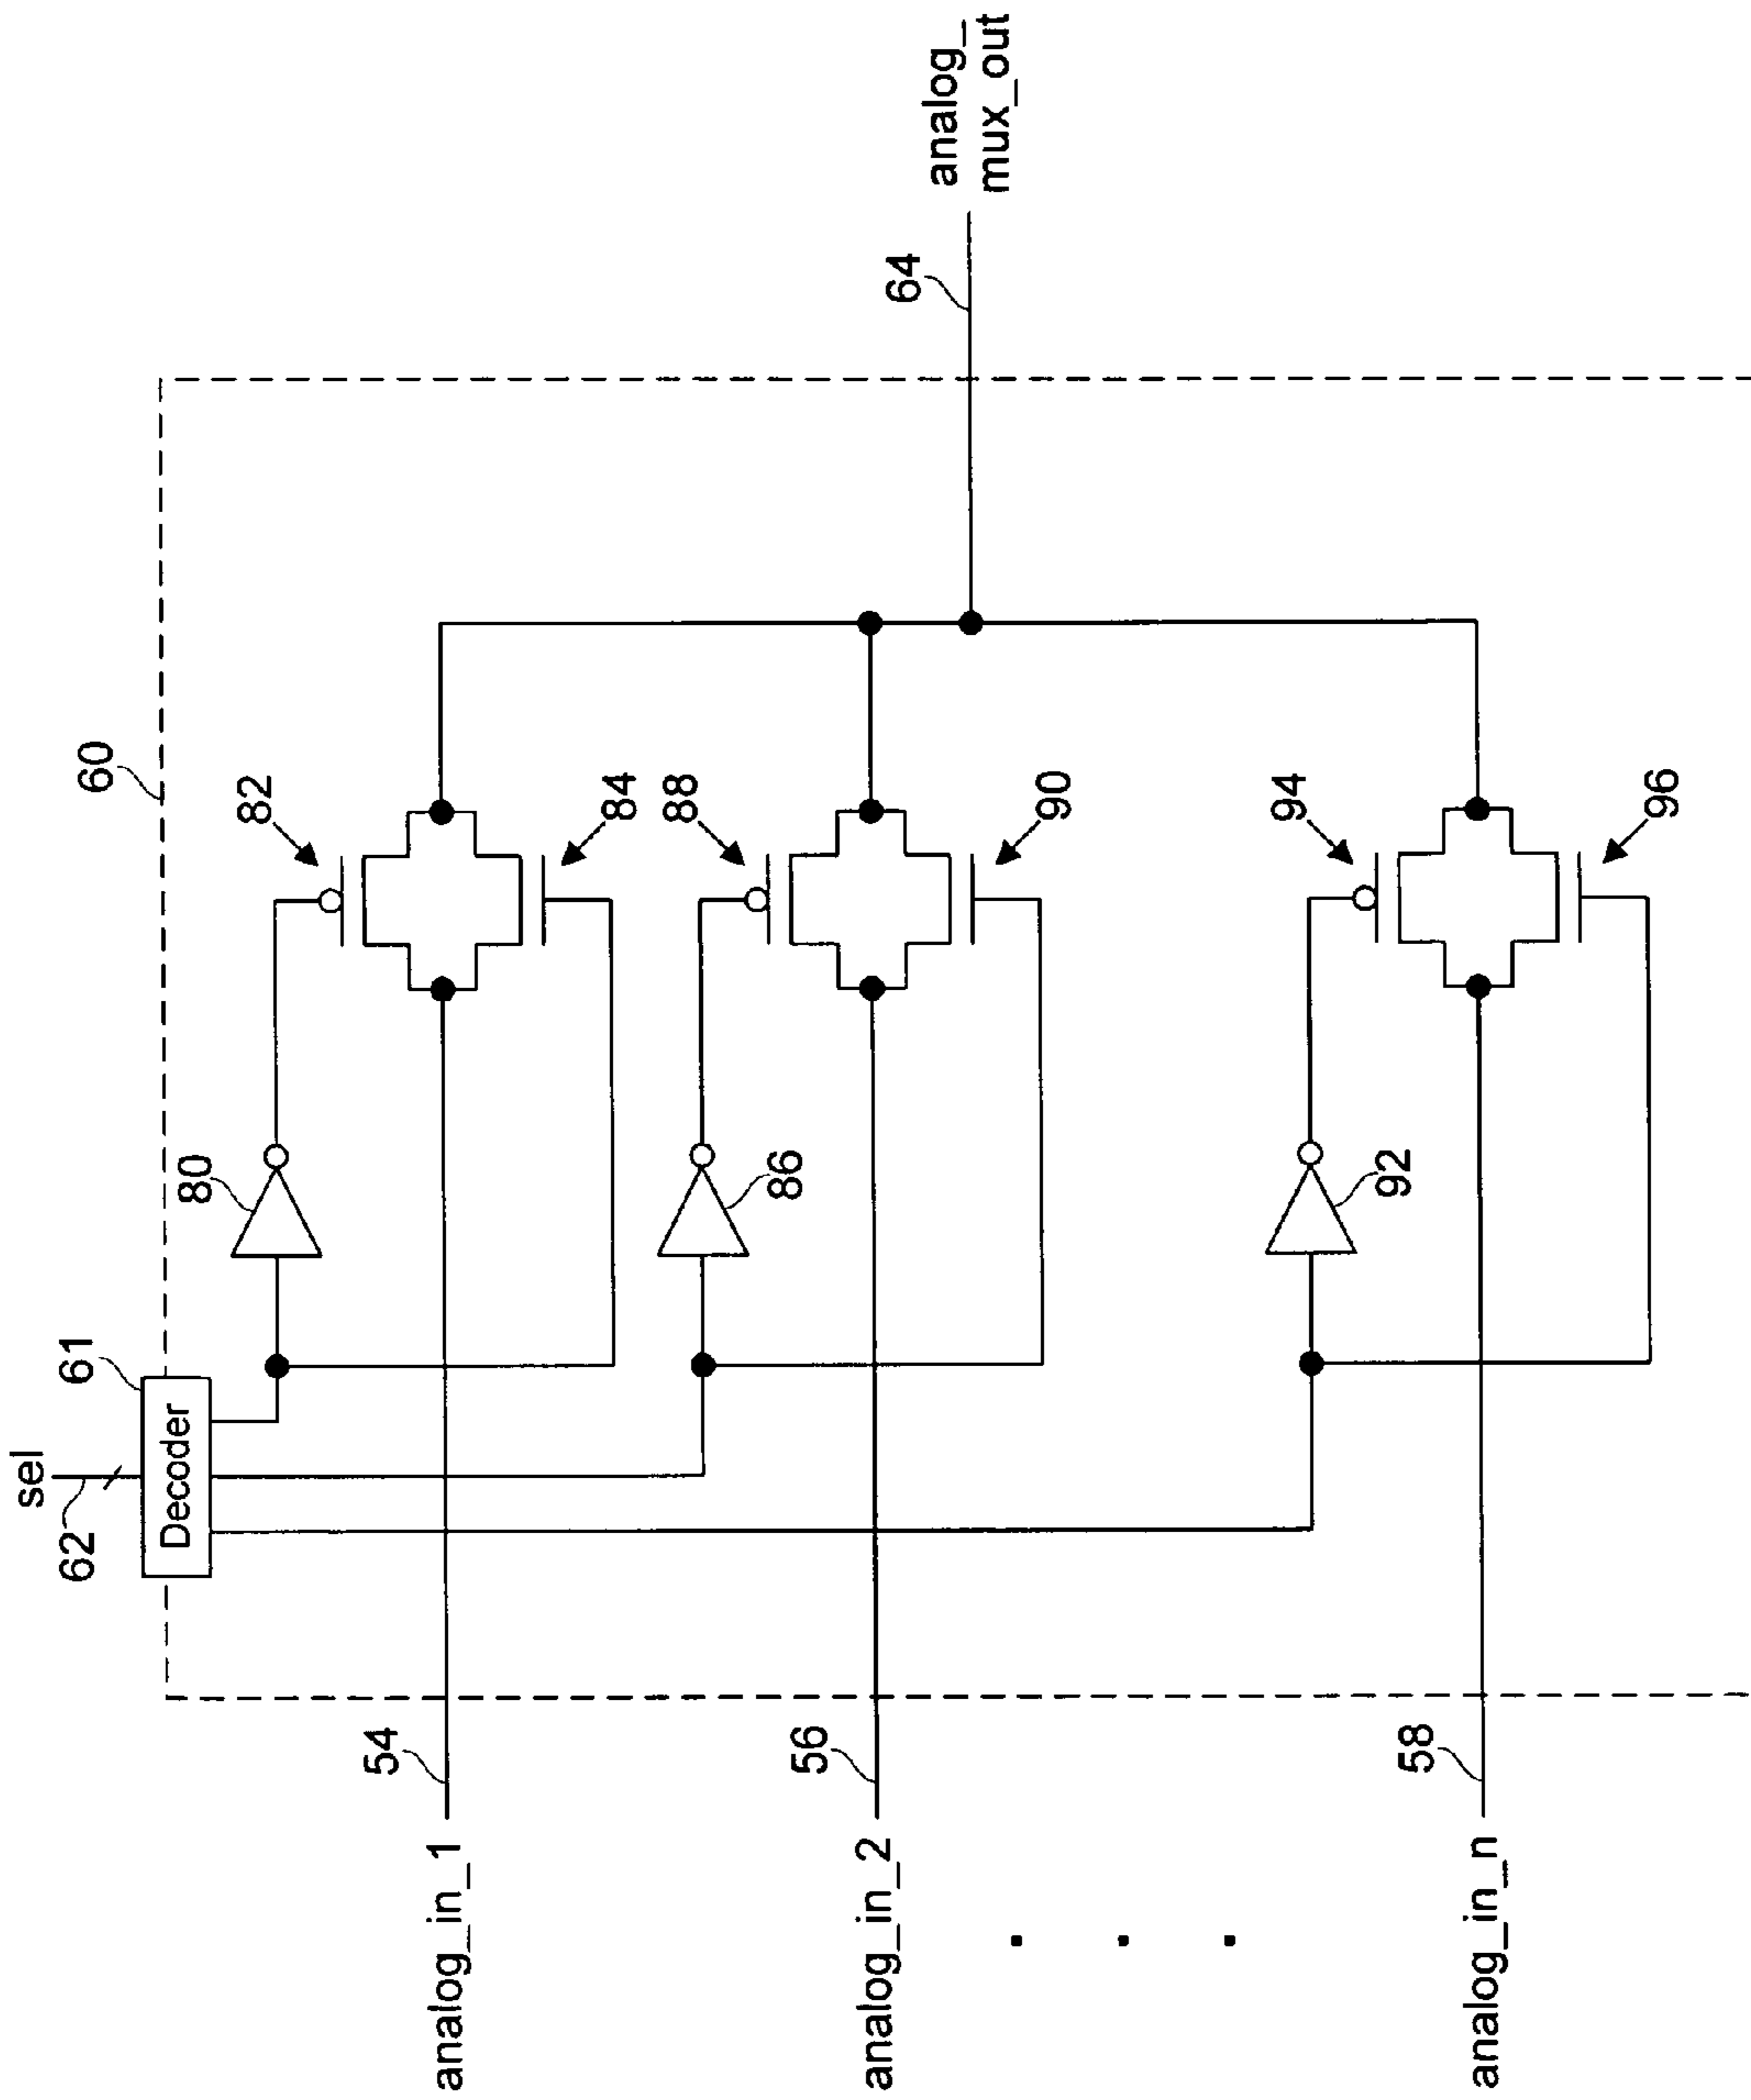 sel
62
61
Decoder
60
80
82
84
54
analog_in_1
86
88
90
56
analog_in_2
64
analog_
mux_out
92
94
96
58
analog_in_n